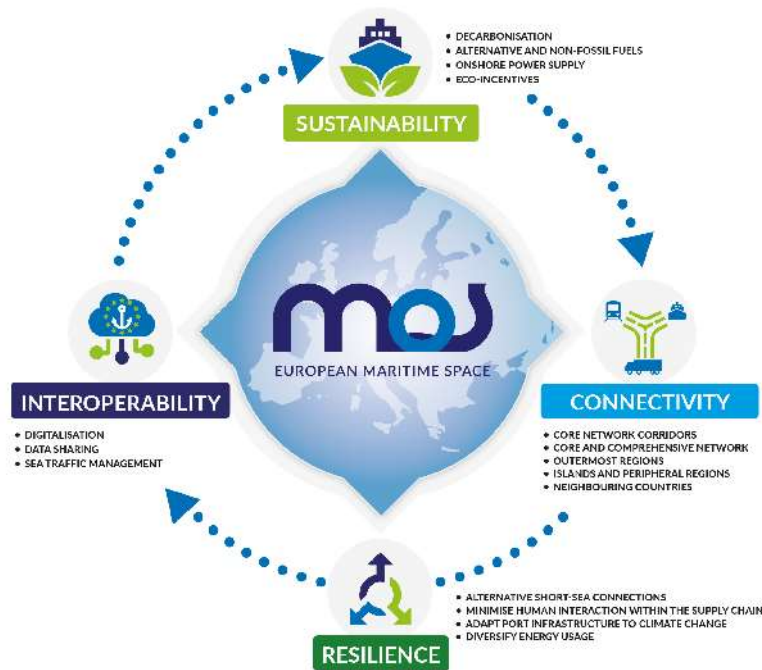 • DECARBONISATION
• ALTERNATIVE AND NON-FOSSIL FUELS
• ONSHORE POWER SUPPLY
• ECO-INCENTIVES
SUSTAINABILITY
mos
EUROPEAN MARITIME SPACE
INTEROPERABILITY
• DIGITALISATION
• DATA SHARING
• SEA TRAFFIC MANAGEMENT
CONNECTIVITY
• CORE NETWORK CORRIDORS
• CORE AND COMPREHENSIVE NETWORK
• OUTERMOST REGIONS
• ISLANDS AND PERIPHERAL REGIONS
• NEIGHBOURING COUNTRIES
• ALTERNATIVE SHORT-SEA CONNECTIONS
• MINIMISE HUMAN INTERACTION WITHIN THE SUPPLY CHAIN
• ADAPT PORT INFRASTRUCTURE TO CLIMATE CHANGE
• DIVERSIFY ENERGY USAGE
RESILIENCE